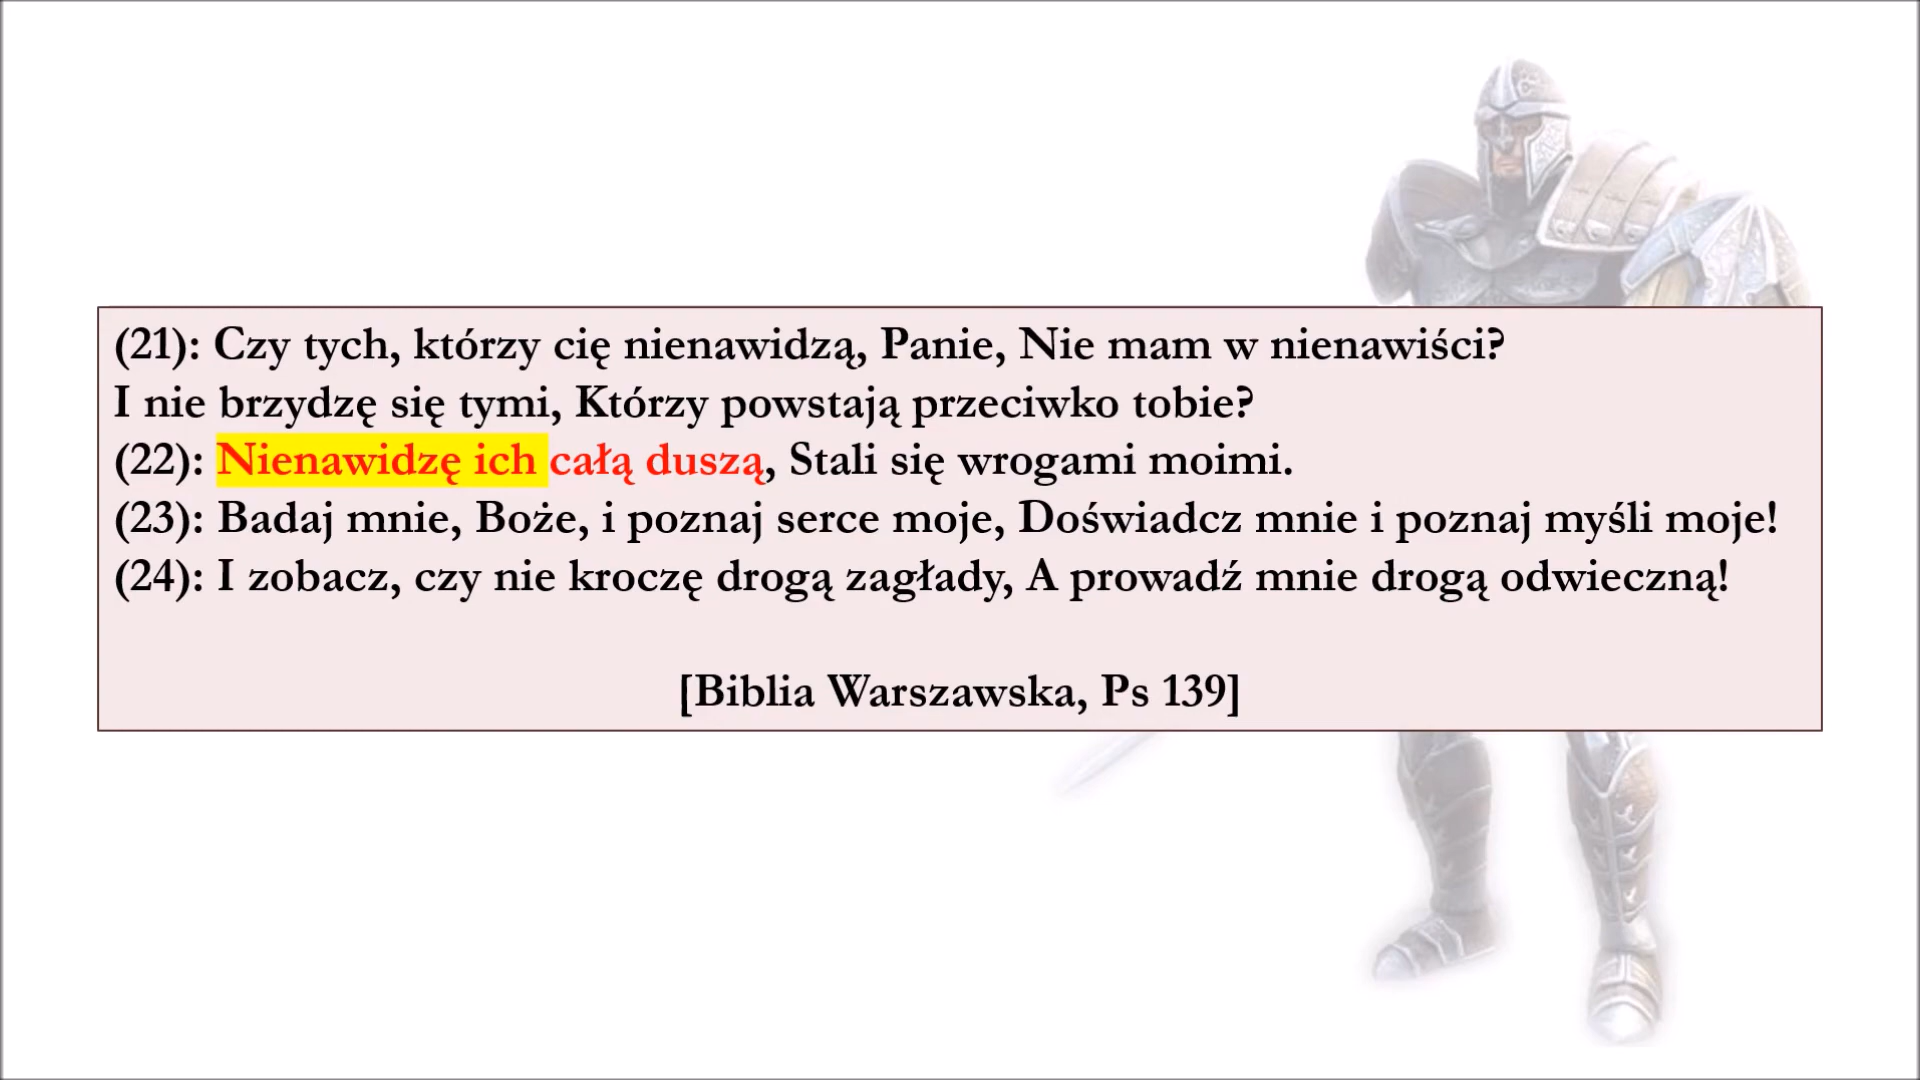 (21): Czy tych, którzy cię nienawidzą, Panie, Nie mam w nienawiści?
I nie brzydzę się tymi, Którzy powstają przeciwko tobie?
(22): Nienawidzę ich całą duszą, Stali się wrogami moimi.
(23): Badaj mnie, Boże, i poznaj serce moje, Doświadcz mnie i poznaj myśli moje!
(24): I zobacz, czy nie kroczę drogą zagłady, A prowadź mnie drogą odwieczną!
[Biblia Warszawska, Ps 139]